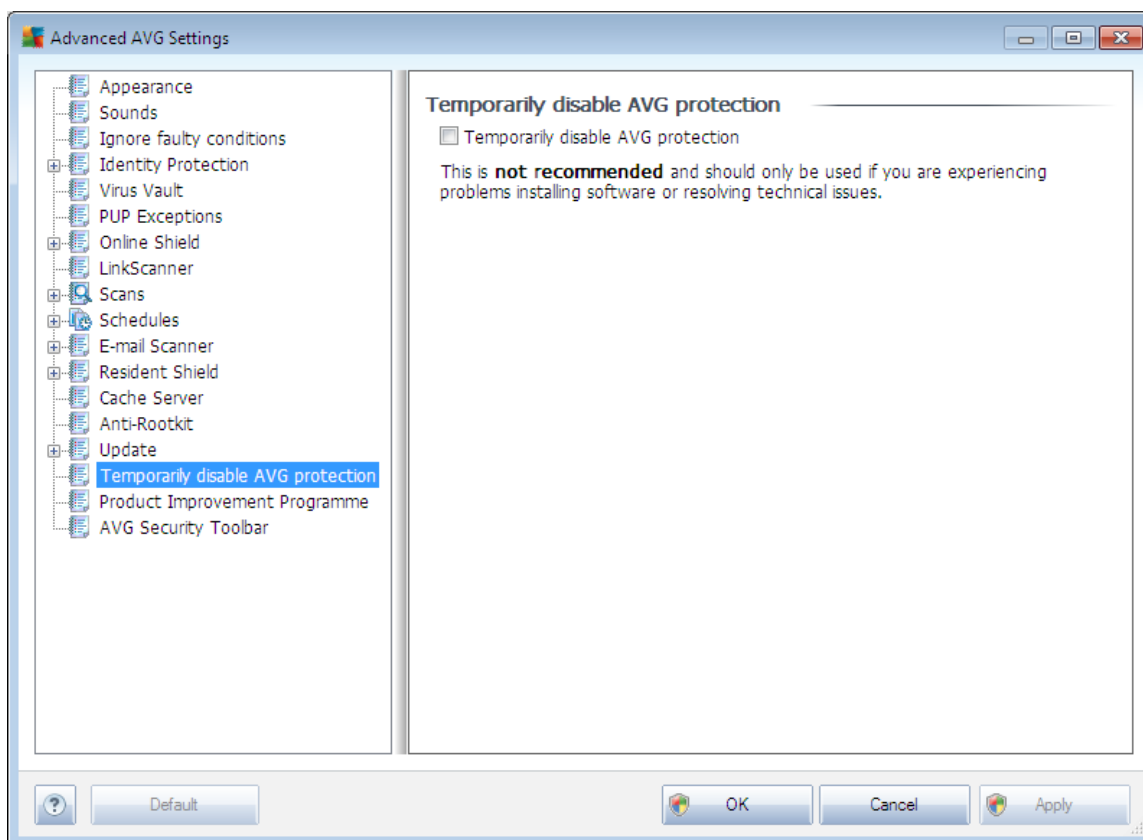 Advanced AVG Settings
Appearance
Sounds
Ignore faulty conditions
Identity Protection
Virus Vault
PUP Exceptions
Online Shield
LinkScanner
Scans
Schedules
E-mail Scanner
Resident Shield
Cache Server
Anti-Rootkit
Update
Temporarily disable AVG protection
Product Improvement Programme
AVG Security Toolbar
Temporarily disable AVG protection
Temporarily disable AVG protection
This is not recommended and should only be used if you are experiencing
problems installing software or resolving technical issues.
?
Default
OK
Cancel
Apply